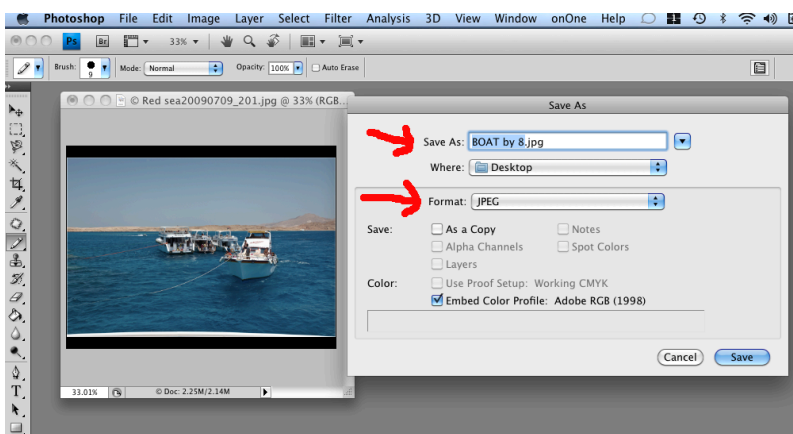 Photoshop File Edit Image Layer Select Filter Analysis 3D View Window onOne Help
Ps Br 33%
Brush: 9 Mode: Normal Opacity: 100% Auto Erase
© Red sea20090709_201.jpg @ 33% (RGB...
Save As
Save As: BOAT by 8.jpg
Where: Desktop
Format: JPEG
Save: As a Copy Notes
Alpha Channels Spot Colors
Layers
Color: Use Proof Setup: Working CMYK
Embed Color Profile: Adobe RGB (1998)
Cancel Save
33.01% © Doc: 2.25M/2.14M
T